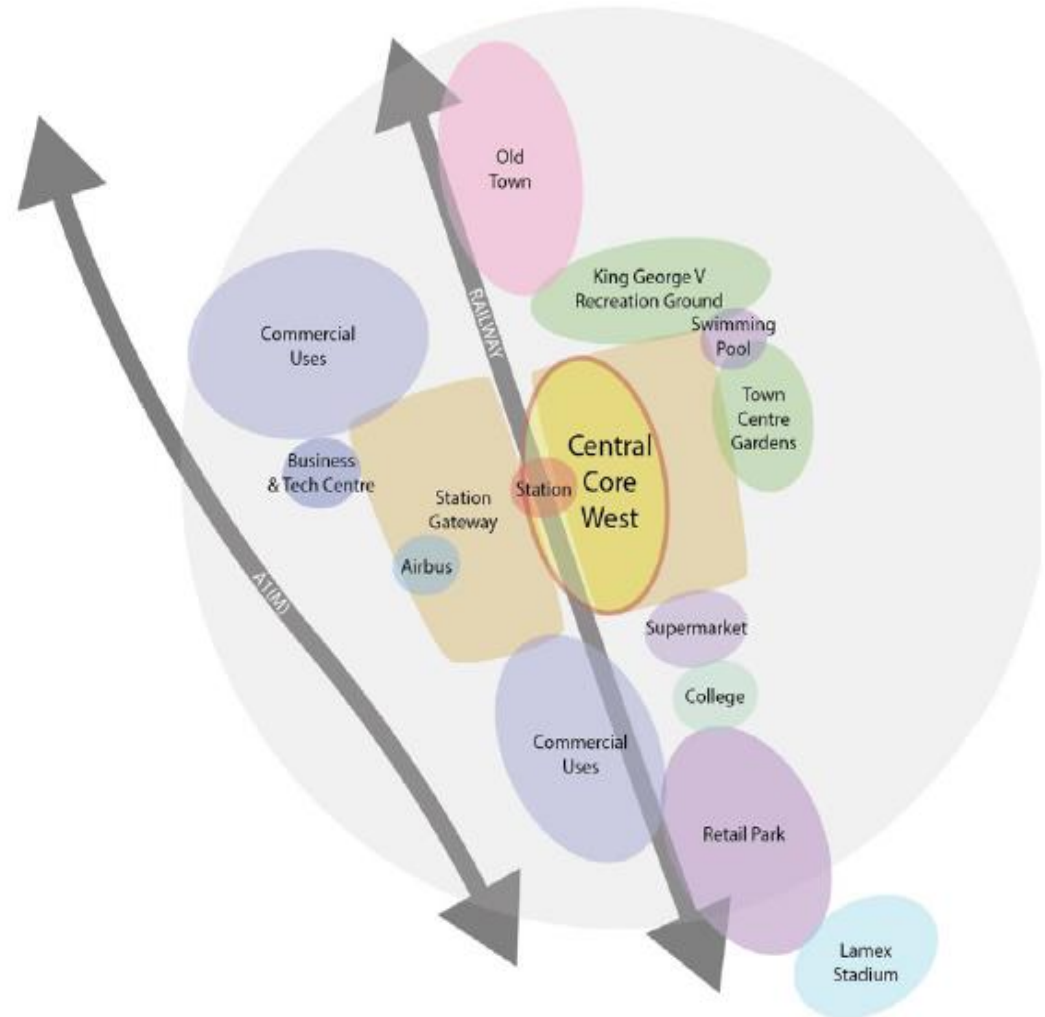 Old
Town
King George V
Recreation Ground
RAILWAY
Swimming
Pool
Commercial
Uses
Town
Centre
Gardens
Central
Core
West
Business
& Tech Centre
Station
Station
Gateway
Airbus
A1(M)
Supermarket
College
Commercial
Uses
Retail Park
Lamex
Stadium